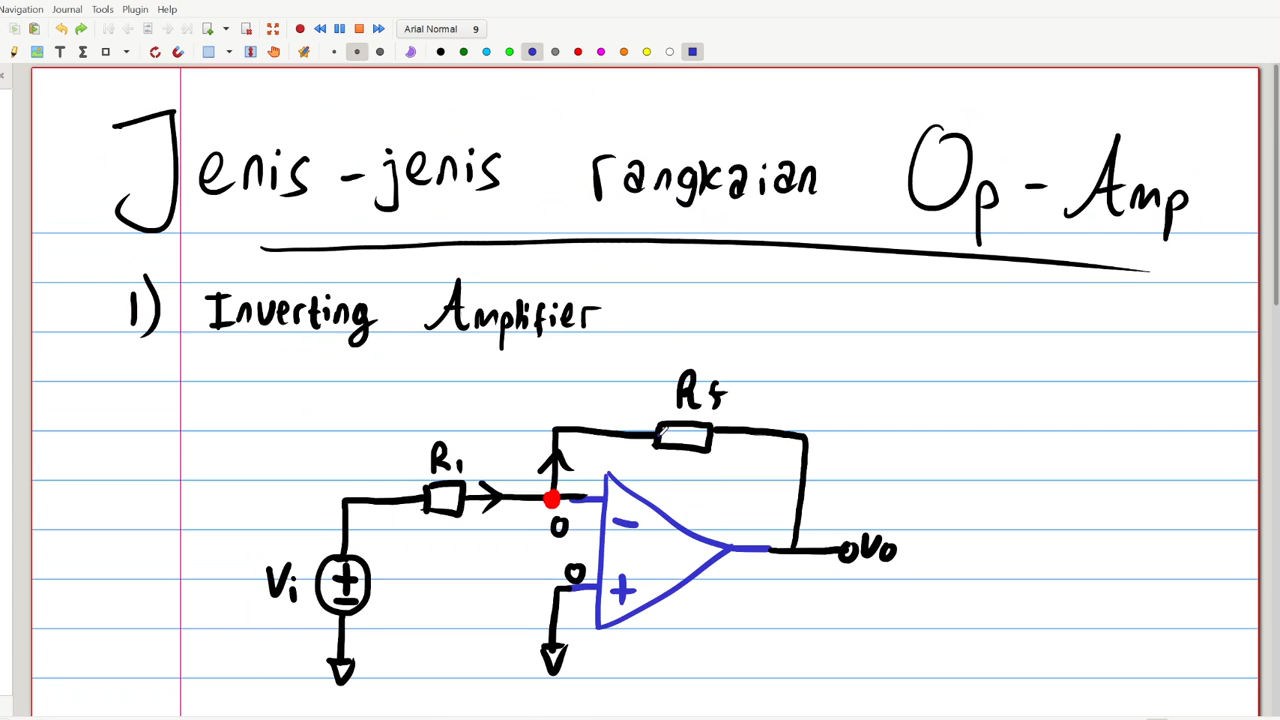 Navigation Journal Tools Plugin Help
Arial Normal 9
Jenis-jenis rangkaian Op-Amp
1) Inverting Amplifier
Rf
R1
0
Vo
0
Vi